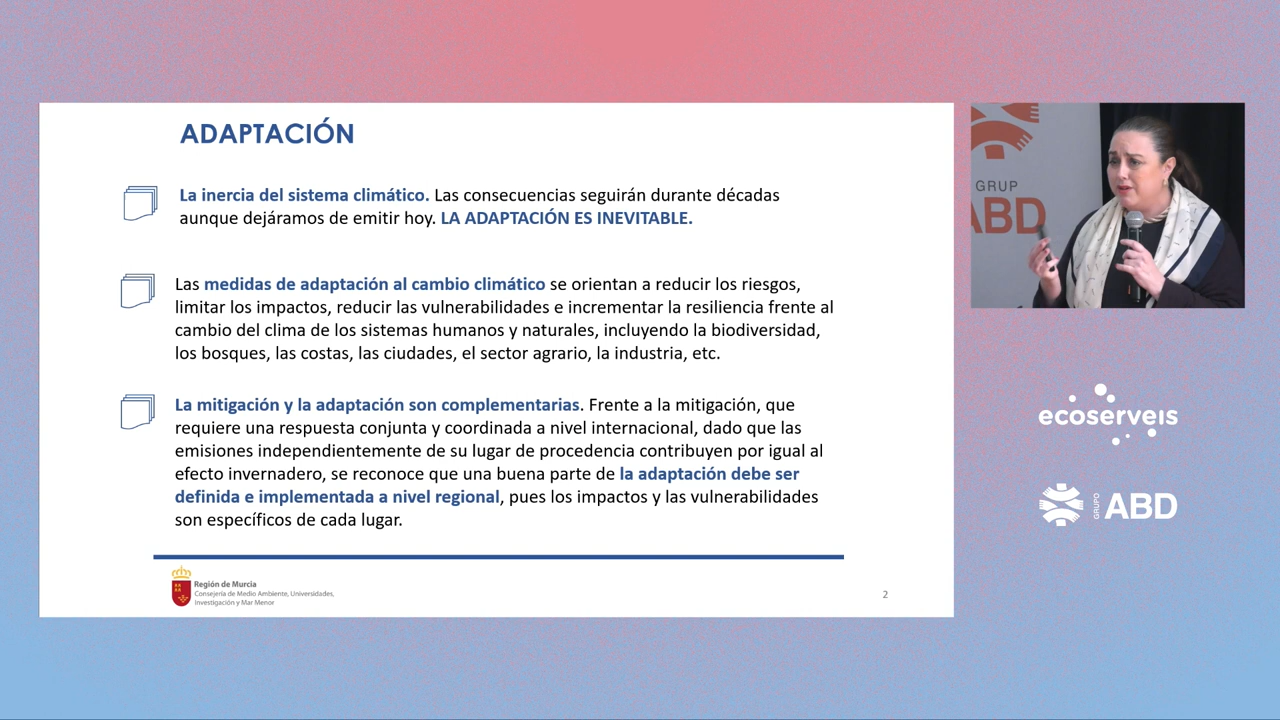 ADAPTACIÓN
La inercia del sistema climático. Las consecuencias seguirán durante décadas
aunque dejáramos de emitir hoy. LA ADAPTACIÓN ES INEVITABLE.
Las medidas de adaptación al cambio climático se orientan a reducir los riesgos,
limitar los impactos, reducir las vulnerabilidades e incrementar la resiliencia frente al
cambio del clima de los sistemas humanos y naturales, incluyendo la biodiversidad,
los bosques, las costas, las ciudades, el sector agrario, la industria, etc.
La mitigación y la adaptación son complementarias. Frente a la mitigación, que
requiere una respuesta conjunta y coordinada a nivel internacional, dado que las
emisiones independientemente de su lugar de procedencia contribuyen por igual al
efecto invernadero, se reconoce que una buena parte de la adaptación debe ser
definida e implementada a nivel regional, pues los impactos y las vulnerabilidades
son específicos de cada lugar.
Región de Murcia
Consejería de Medio Ambiente, Universidades,
Investigación y Mar Menor
2
GRUP
ABD
ecoserveis
GRUPO ABD